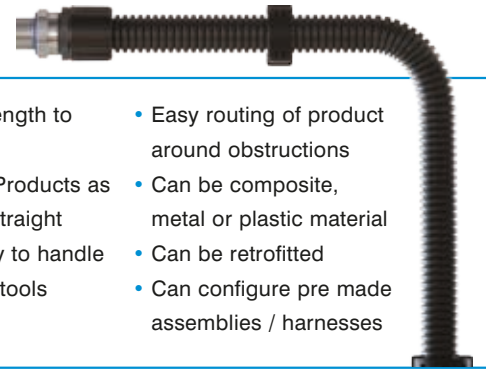 ngth to
Products as
traight
y to handle
tools
• Easy routing of product
around obstructions
• Can be composite,
metal or plastic material
• Can be retrofitted
• Can configure pre made
assemblies / harnesses